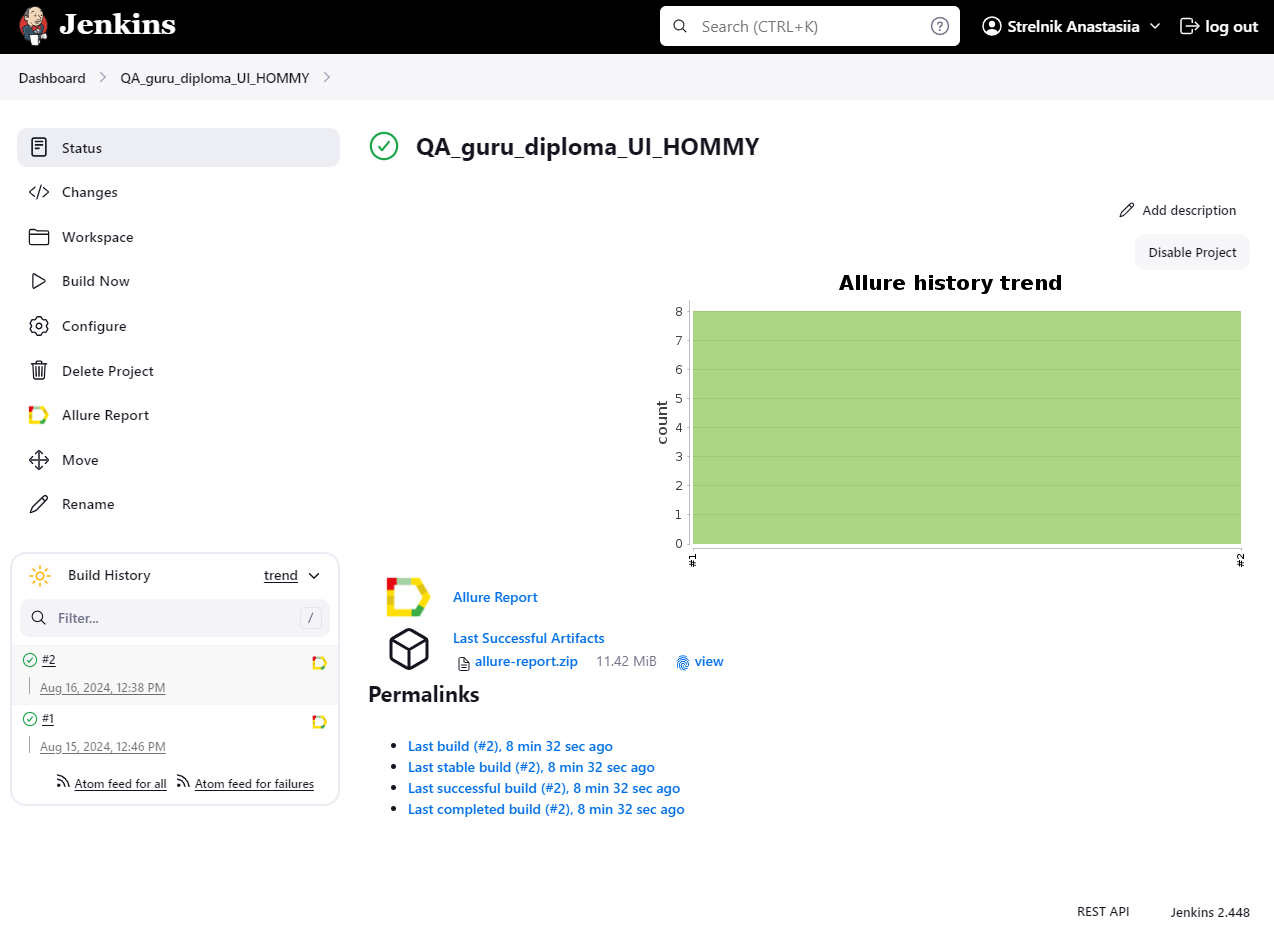 Jenkins
Search (CTRL+K)
?
Strelnik Anastasiia
log out
Dashboard
QA_guru_diploma_UI_HOMMY
Status
Changes
Workspace
Build Now
Configure
Delete Project
Allure Report
Move
Rename
Build History
trend
Filter...
/
#2
Aug 16, 2024, 12:38 PM
#1
Aug 15, 2024, 12:46 PM
Atom feed for all
Atom feed for failures
QA_guru_diploma_UI_HOMMY
Add description
Disable Project
Allure history trend
count
8
7
6
5
4
3
2
1
0
#1
#2
Allure Report
Last Successful Artifacts
allure-report.zip 11.42 MiB view
Permalinks
Last build (#2), 8 min 32 sec ago
Last stable build (#2), 8 min 32 sec ago
Last successful build (#2), 8 min 32 sec ago
Last completed build (#2), 8 min 32 sec ago
REST API
Jenkins 2.448